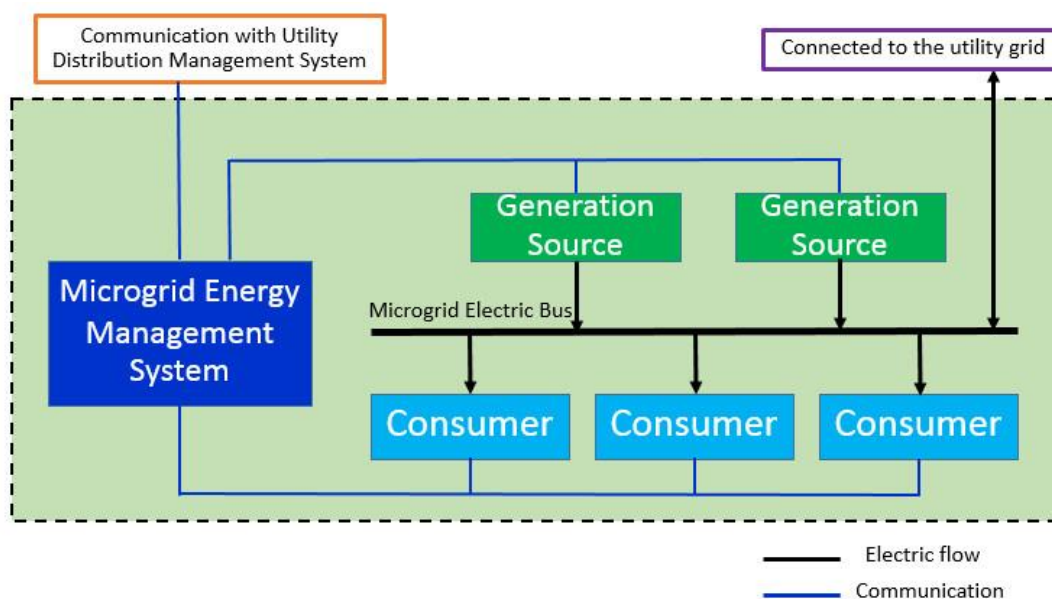 Communication with Utility
Distribution Management System
Connected to the utility grid
Generation
Source
Generation
Source
Microgrid Energy
Management
System
Microgrid Electric Bus
Consumer
Consumer
Consumer
Electric flow
Communication